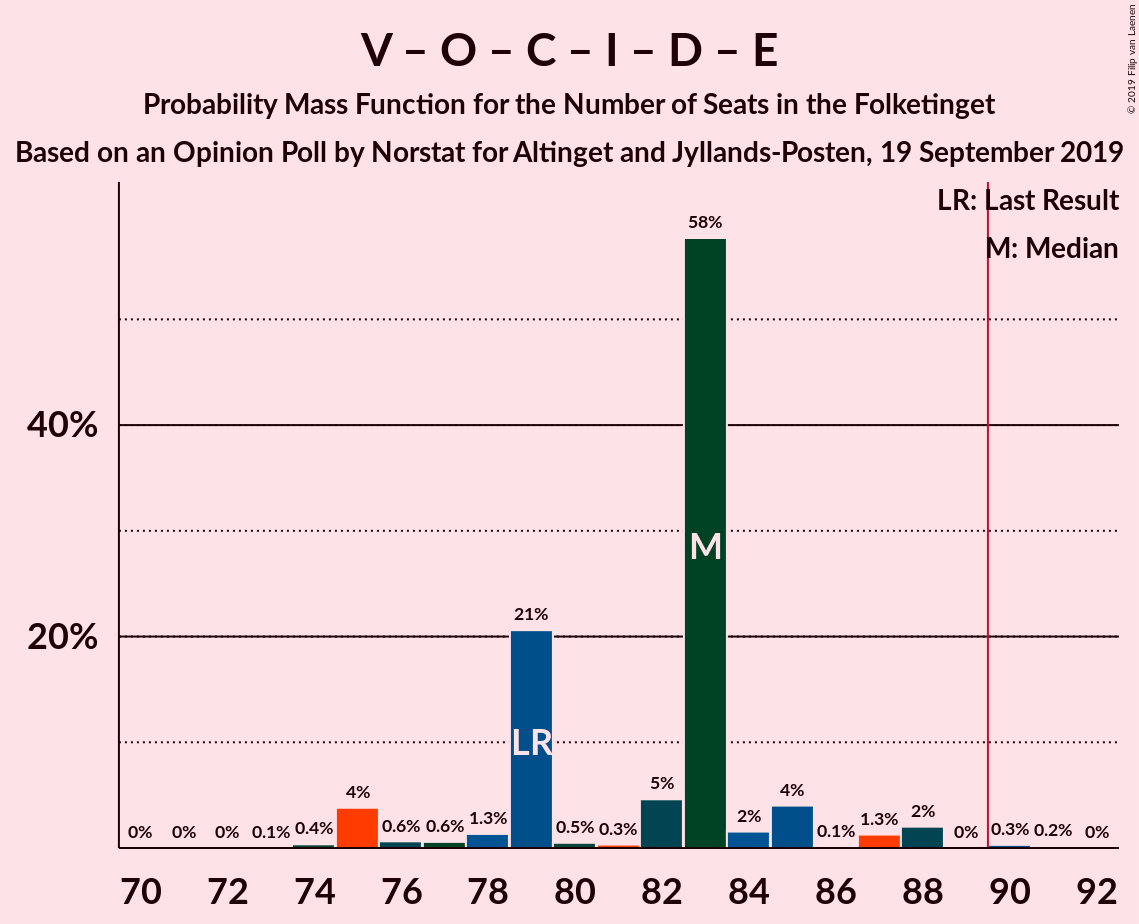 V – O – C – I – D – E
Probability Mass Function for the Number of Seats in the Folketinget
Based on an Opinion Poll by Norstat for Altinget and Jyllands-Posten, 19 September 2019
© 2019 Filip van Laenen
LR: Last Result
M: Median
40%
20%
0% 0% 0% 0.1% 0.4% 4% 0.6% 0.6% 1.3% 21% 0.5% 0.3% 5% 58% 2% 4% 0.1% 1.3% 2% 0% 0.3% 0.2% 0%
LR
M
70 72 74 76 78 80 82 84 86 88 90 92